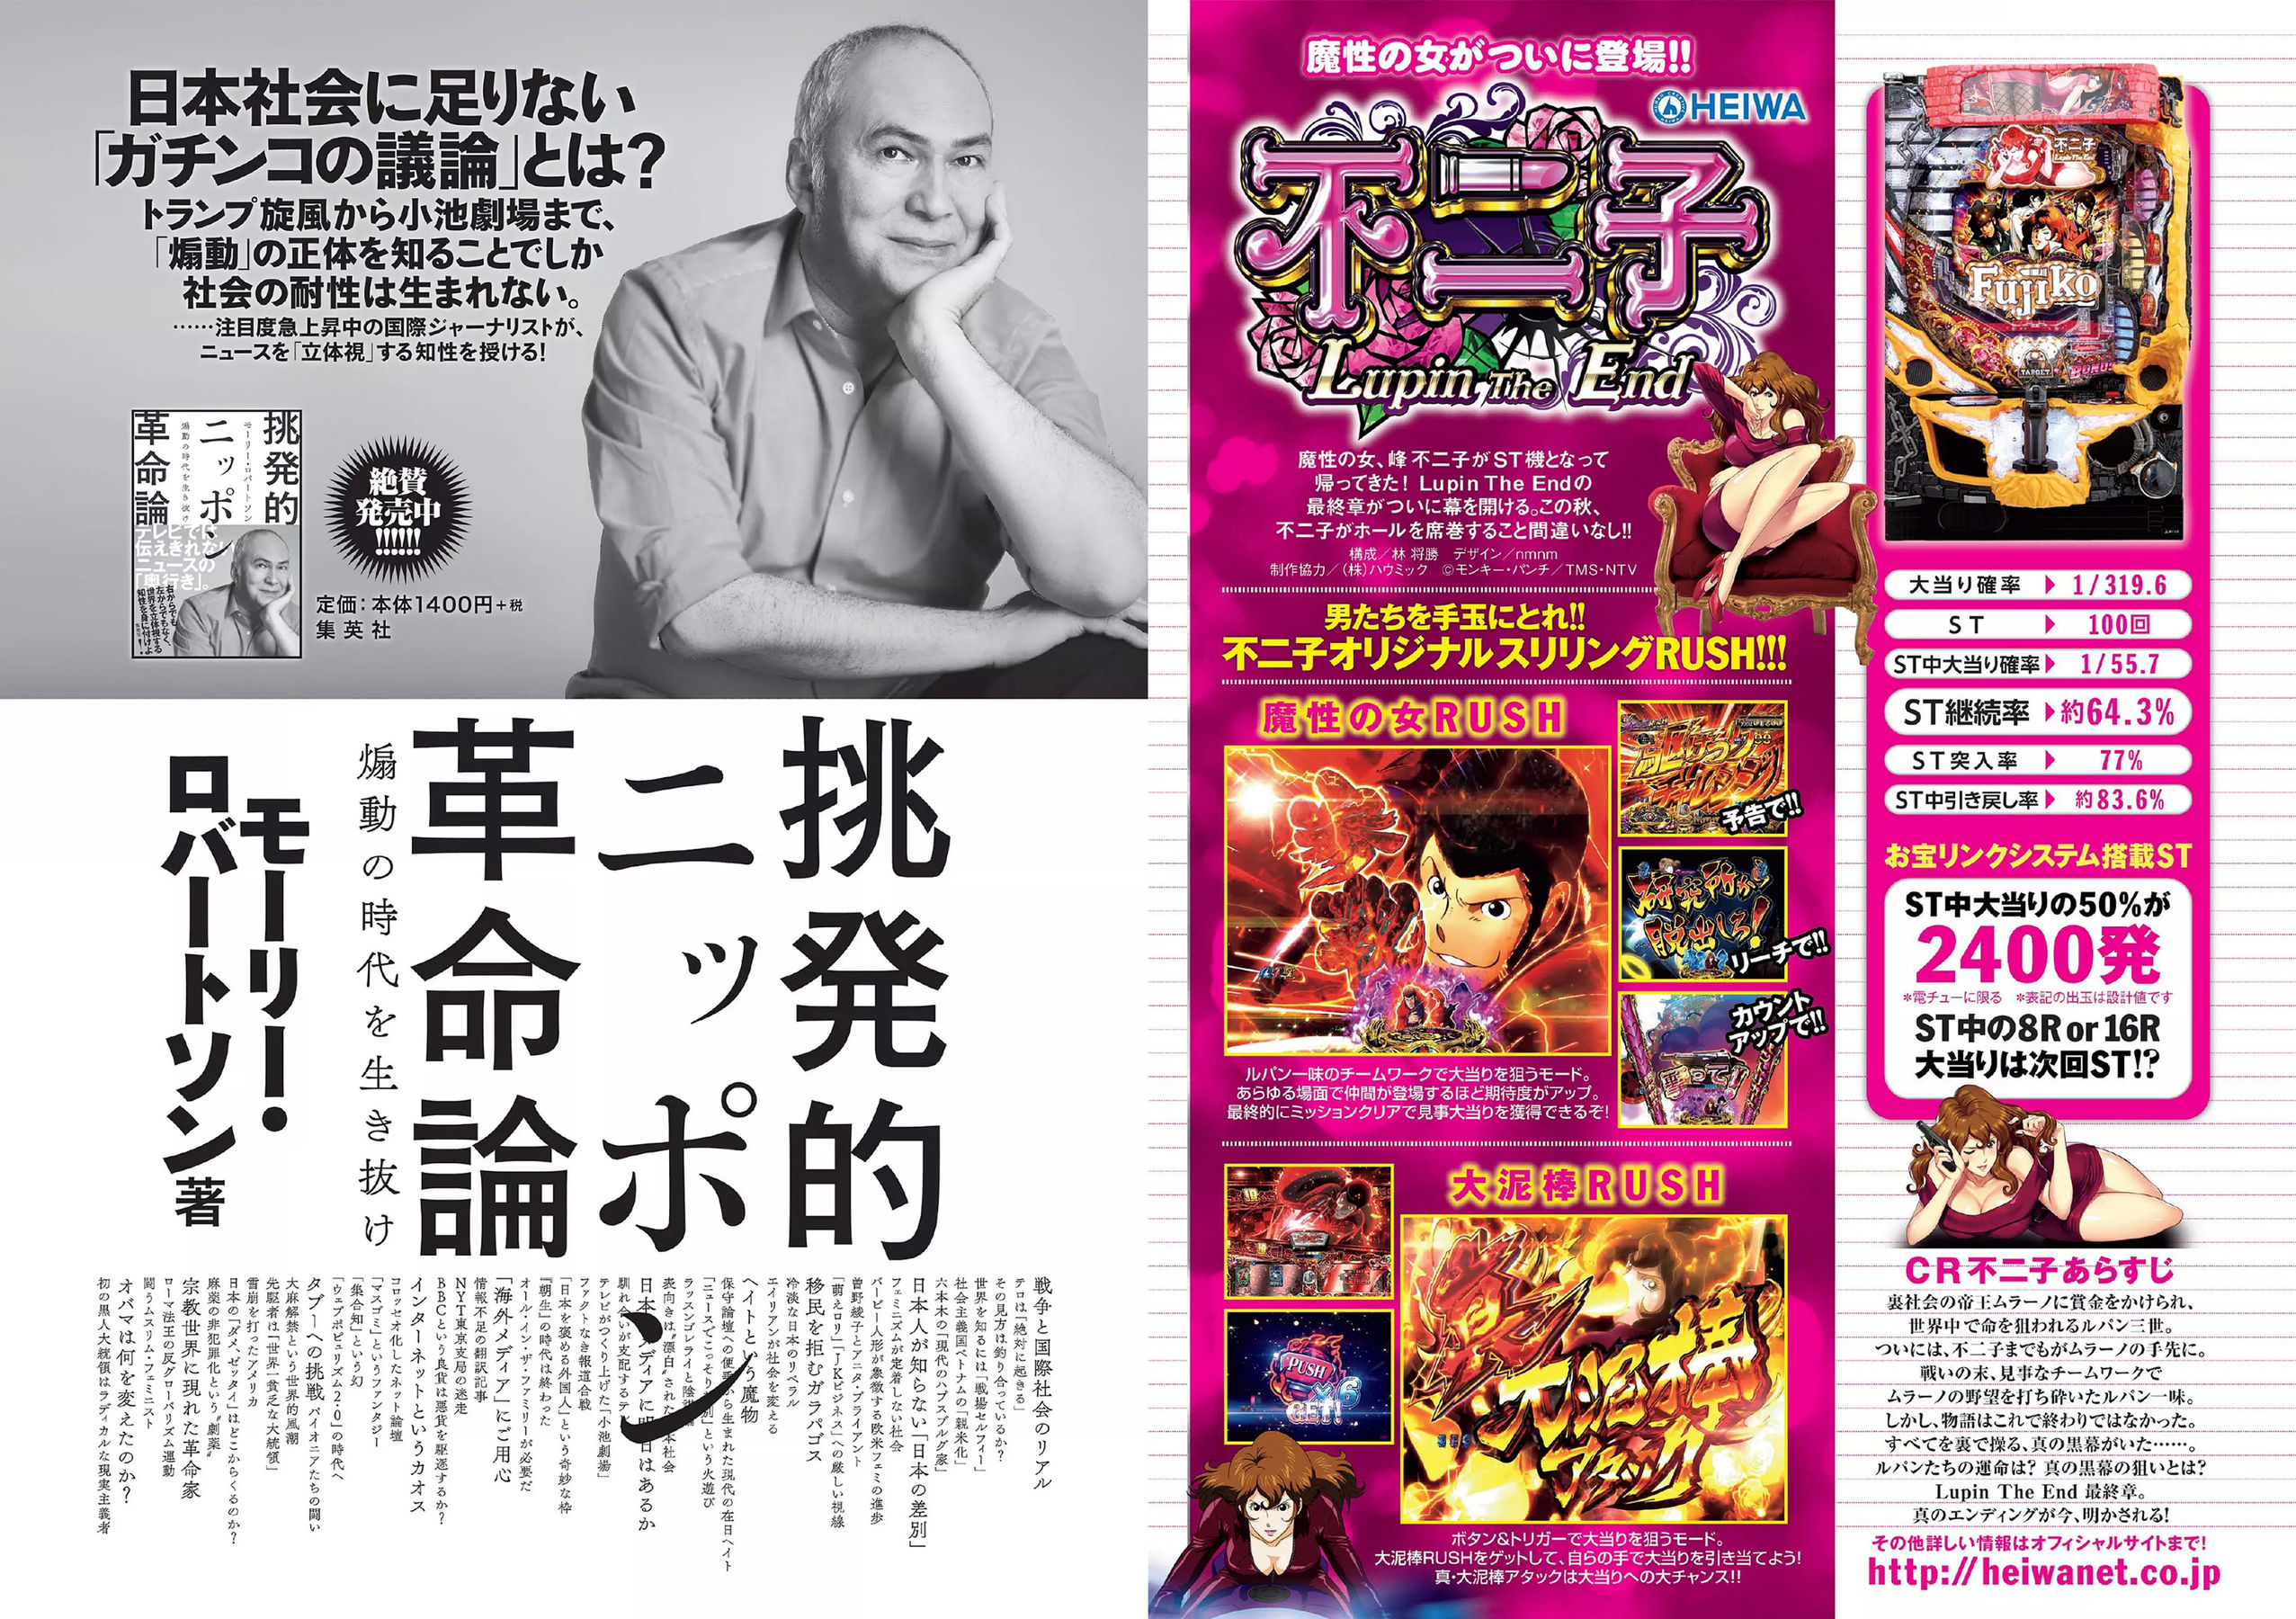 日本社会に足りない
「ガチンコの議論」とは?
トランプ旋風から小池劇場まで、
「煽動」の正体を知ることでしか
社会の耐性は生まれない。
……注目度急上昇中の国際ジャーナリストが、
ニュースを「立体視」する知性を授ける!
挑発的
ニッポン
革命論
煽動の時代を生き抜け
モーリー・ロバートソン
テレビでは
伝えきれない
ニュースの
「奥行き」。
右からでも
左からでもなく、
世界を立体視する
知性を身に付けよ!
絶賛
発売中
!!!!!!
定価:本体1400円+税
集英社
挑発的
ニッポン
革命論
煽動の時代を生き抜け
モーリー・
ロバートソン著
戦争と国際社会のリアル
テロは「絶対に起きる」
その見方は釣り合っているか?
世界を知るには「戦場セルフィー」
社会主義国ベトナムの「親米化」
六本木の「現代のハプスブルグ家」
日本人が知らない「日本の差別」
フェミニズムが定着しない社会
バービー人形が象徴する欧米フェミの進歩
曽野綾子とアニタ・ブライアント
「萌えロリ」「JKビジネス」への厳しい視線
移民を拒むガラパゴス
冷淡な日本のリベラル
エイリアンが社会を変える
ヘイトという魔物
保守論壇への便乗から生まれた現代の在日ヘイト
ラッスンゴレライと陰謀論
テレビがつくり上げた「小池劇場」
ファクトなき報道合戦
「日本を褒める外国人」という奇妙な枠
『朝生』の時代は終わった
オール・イン・ザ・ファミリーが必要だ
「海外メディア」にご用心
情報不足の翻訳記事
NYT東京支局の迷走
BBCという良貨は悪貨を駆逐するか?
インターネットというカオス
コロッセオ化したネット論壇
「マスゴミ」というファンタジー
「集合知」という幻
「ウェブポピュリズム2.0」の時代へ
タブーへの挑戦 パイオニアたちの闘い
大麻解禁という世界的風潮
先駆者は「世界一貧乏な大統領」
雪崩を打ったアメリカ
日本の「ダメ、ゼッタイ」はどこからくるのか?
麻薬の非犯罪化という"劇薬"
宗教世界に現れた革命家
ローマ法王の反グローバリズム運動
闘うムスリム・フェミニスト
オバマは何を変えたのか?
初の黒人大統領はラディカルな現実主義者
魔性の女がついに登場!!
HEIWA
不二子
Lupin The End
魔性の女、峰 不二子がST機となって
帰ってきた! Lupin The Endの
最終章がついに幕を開ける。この秋、
不二子がホールを席巻すること間違いなし!!
構成/林 将勝 デザイン/nmnm
制作協力/(株)ハウミック ©モンキー・パンチ/TMS・NTV
男たちを手玉にとれ!!
不二子オリジナルスリリングRUSH!!!
魔性の女RUSH
駆けろ!
チャレンジ
予告で!!
研究所から
脱出しろ!
リーチで!!
カウント
アップで!!
ルパン一味のチームワークで大当りを狙うモード。
あらゆる場面で仲間が登場するほど期待度がアップ。
最終的にミッションクリアで見事大当りを獲得できるぞ!
大泥棒RUSH
PUSH
×6
GET!
真
大泥棒
アタック
ボタン&トリガーで大当りを狙うモード。
大泥棒RUSHをゲットして、自らの手で大当りを引き当てよう!
真・大泥棒アタックは大当りへの大チャンス!!
不二子
Fujiko
TARGET
BONUS
大当り確率 1/319.6
ST 100回
ST中大当り確率 1/55.7
ST継続率 約64.3%
ST突入率 77%
ST中引き戻し率 約83.6%
お宝リンクシステム搭載ST
ST中大当りの50%が
2400発
*電チューに限る *表記の出玉は設計値です
ST中の8R or 16R
大当りは次回ST!?
CR不二子あらすじ
裏社会の帝王ムラーノに賞金をかけられ、
世界中で命を狙われるルパン三世。
ついには、不二子までもがムラーノの手先に。
戦いの末、見事なチームワークで
ムラーノの野望を打ち砕いたルパン一味。
しかし、物語はこれで終わりではなかった。
すべてを裏で操る、真の黒幕がいた……。
ルパンたちの運命は? 真の黒幕の狙いとは?
Lupin The End 最終章。
真のエンディングが今、明かされる!
その他詳しい情報はオフィシャルサイトまで!
http://heiwanet.co.jp